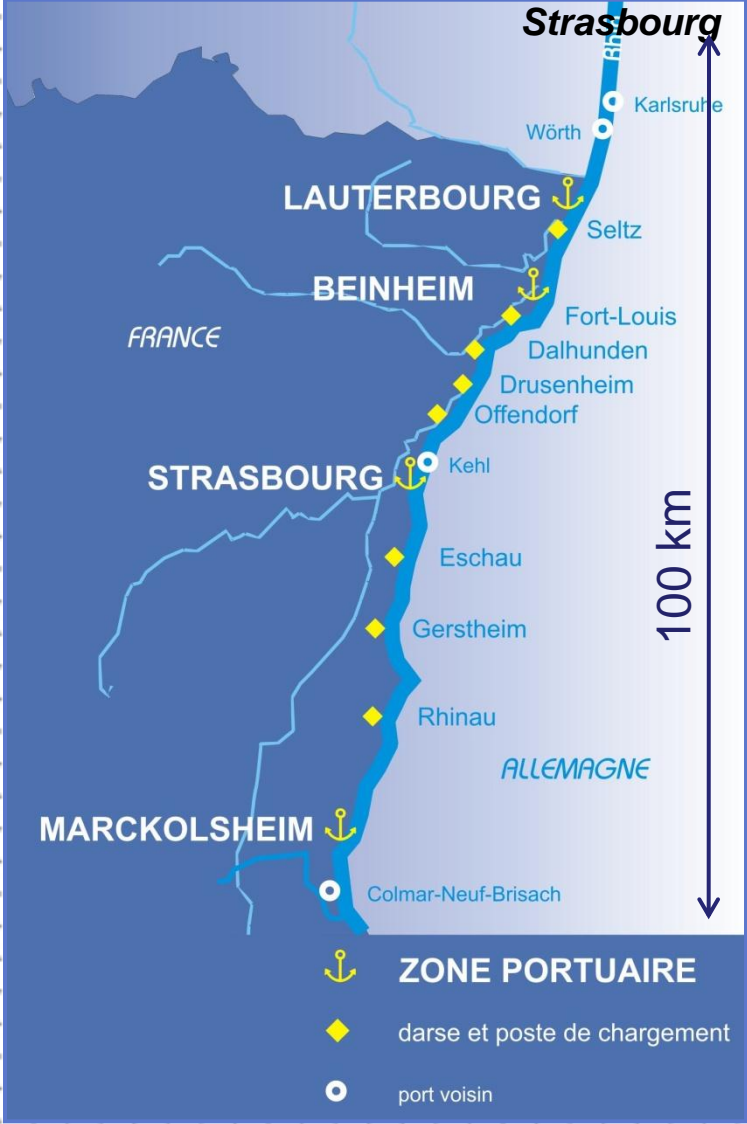 Strasbourg
Rhin
Karlsruhe
Wörth
LAUTERBOURG
Seltz
BEINHEIM
Fort-Louis
FRANCE
Dalhunden
Drusenheim
Offendorf
STRASBOURG
Kehl
100 km
Eschau
Gerstheim
Rhinau
ALLEMAGNE
MARCKOLSHEIM
Colmar-Neuf-Brisach
ZONE PORTUAIRE
darse et poste de chargement
port voisin